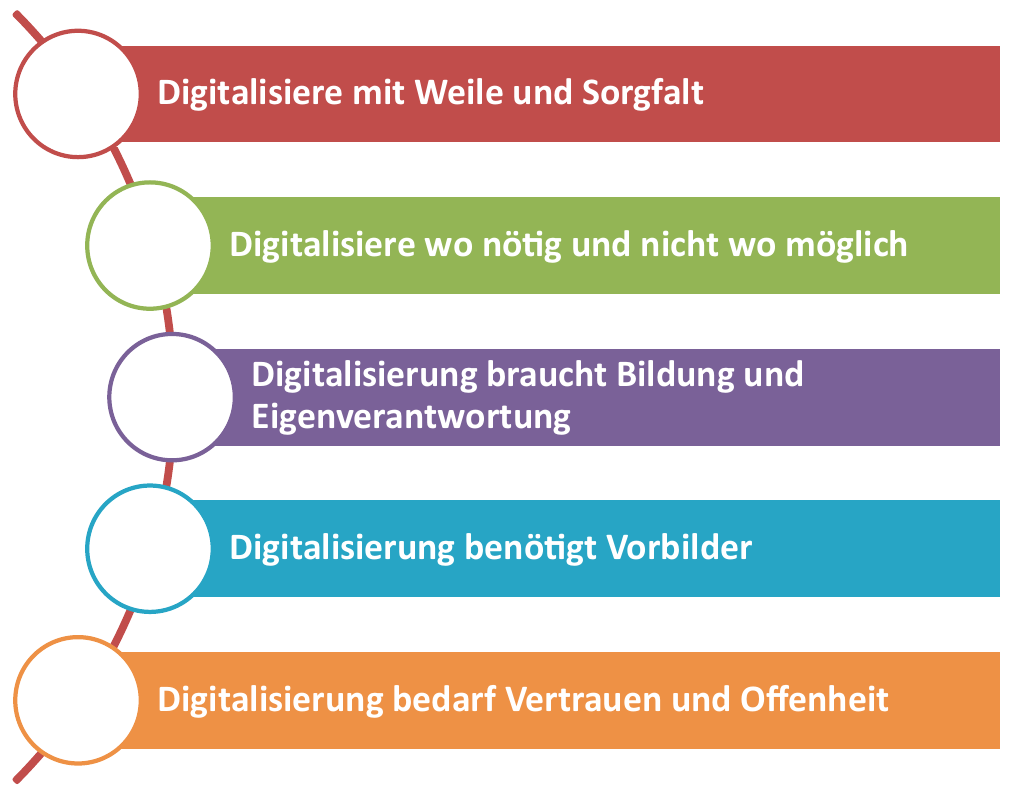 Digitalisiere mit Weile und Sorgfalt
Digitalisiere wo nötig und nicht wo möglich
Digitalisierung braucht Bildung und
Eigenverantwortung
Digitalisierung benötigt Vorbilder
Digitalisierung bedarf Vertrauen und Offenheit